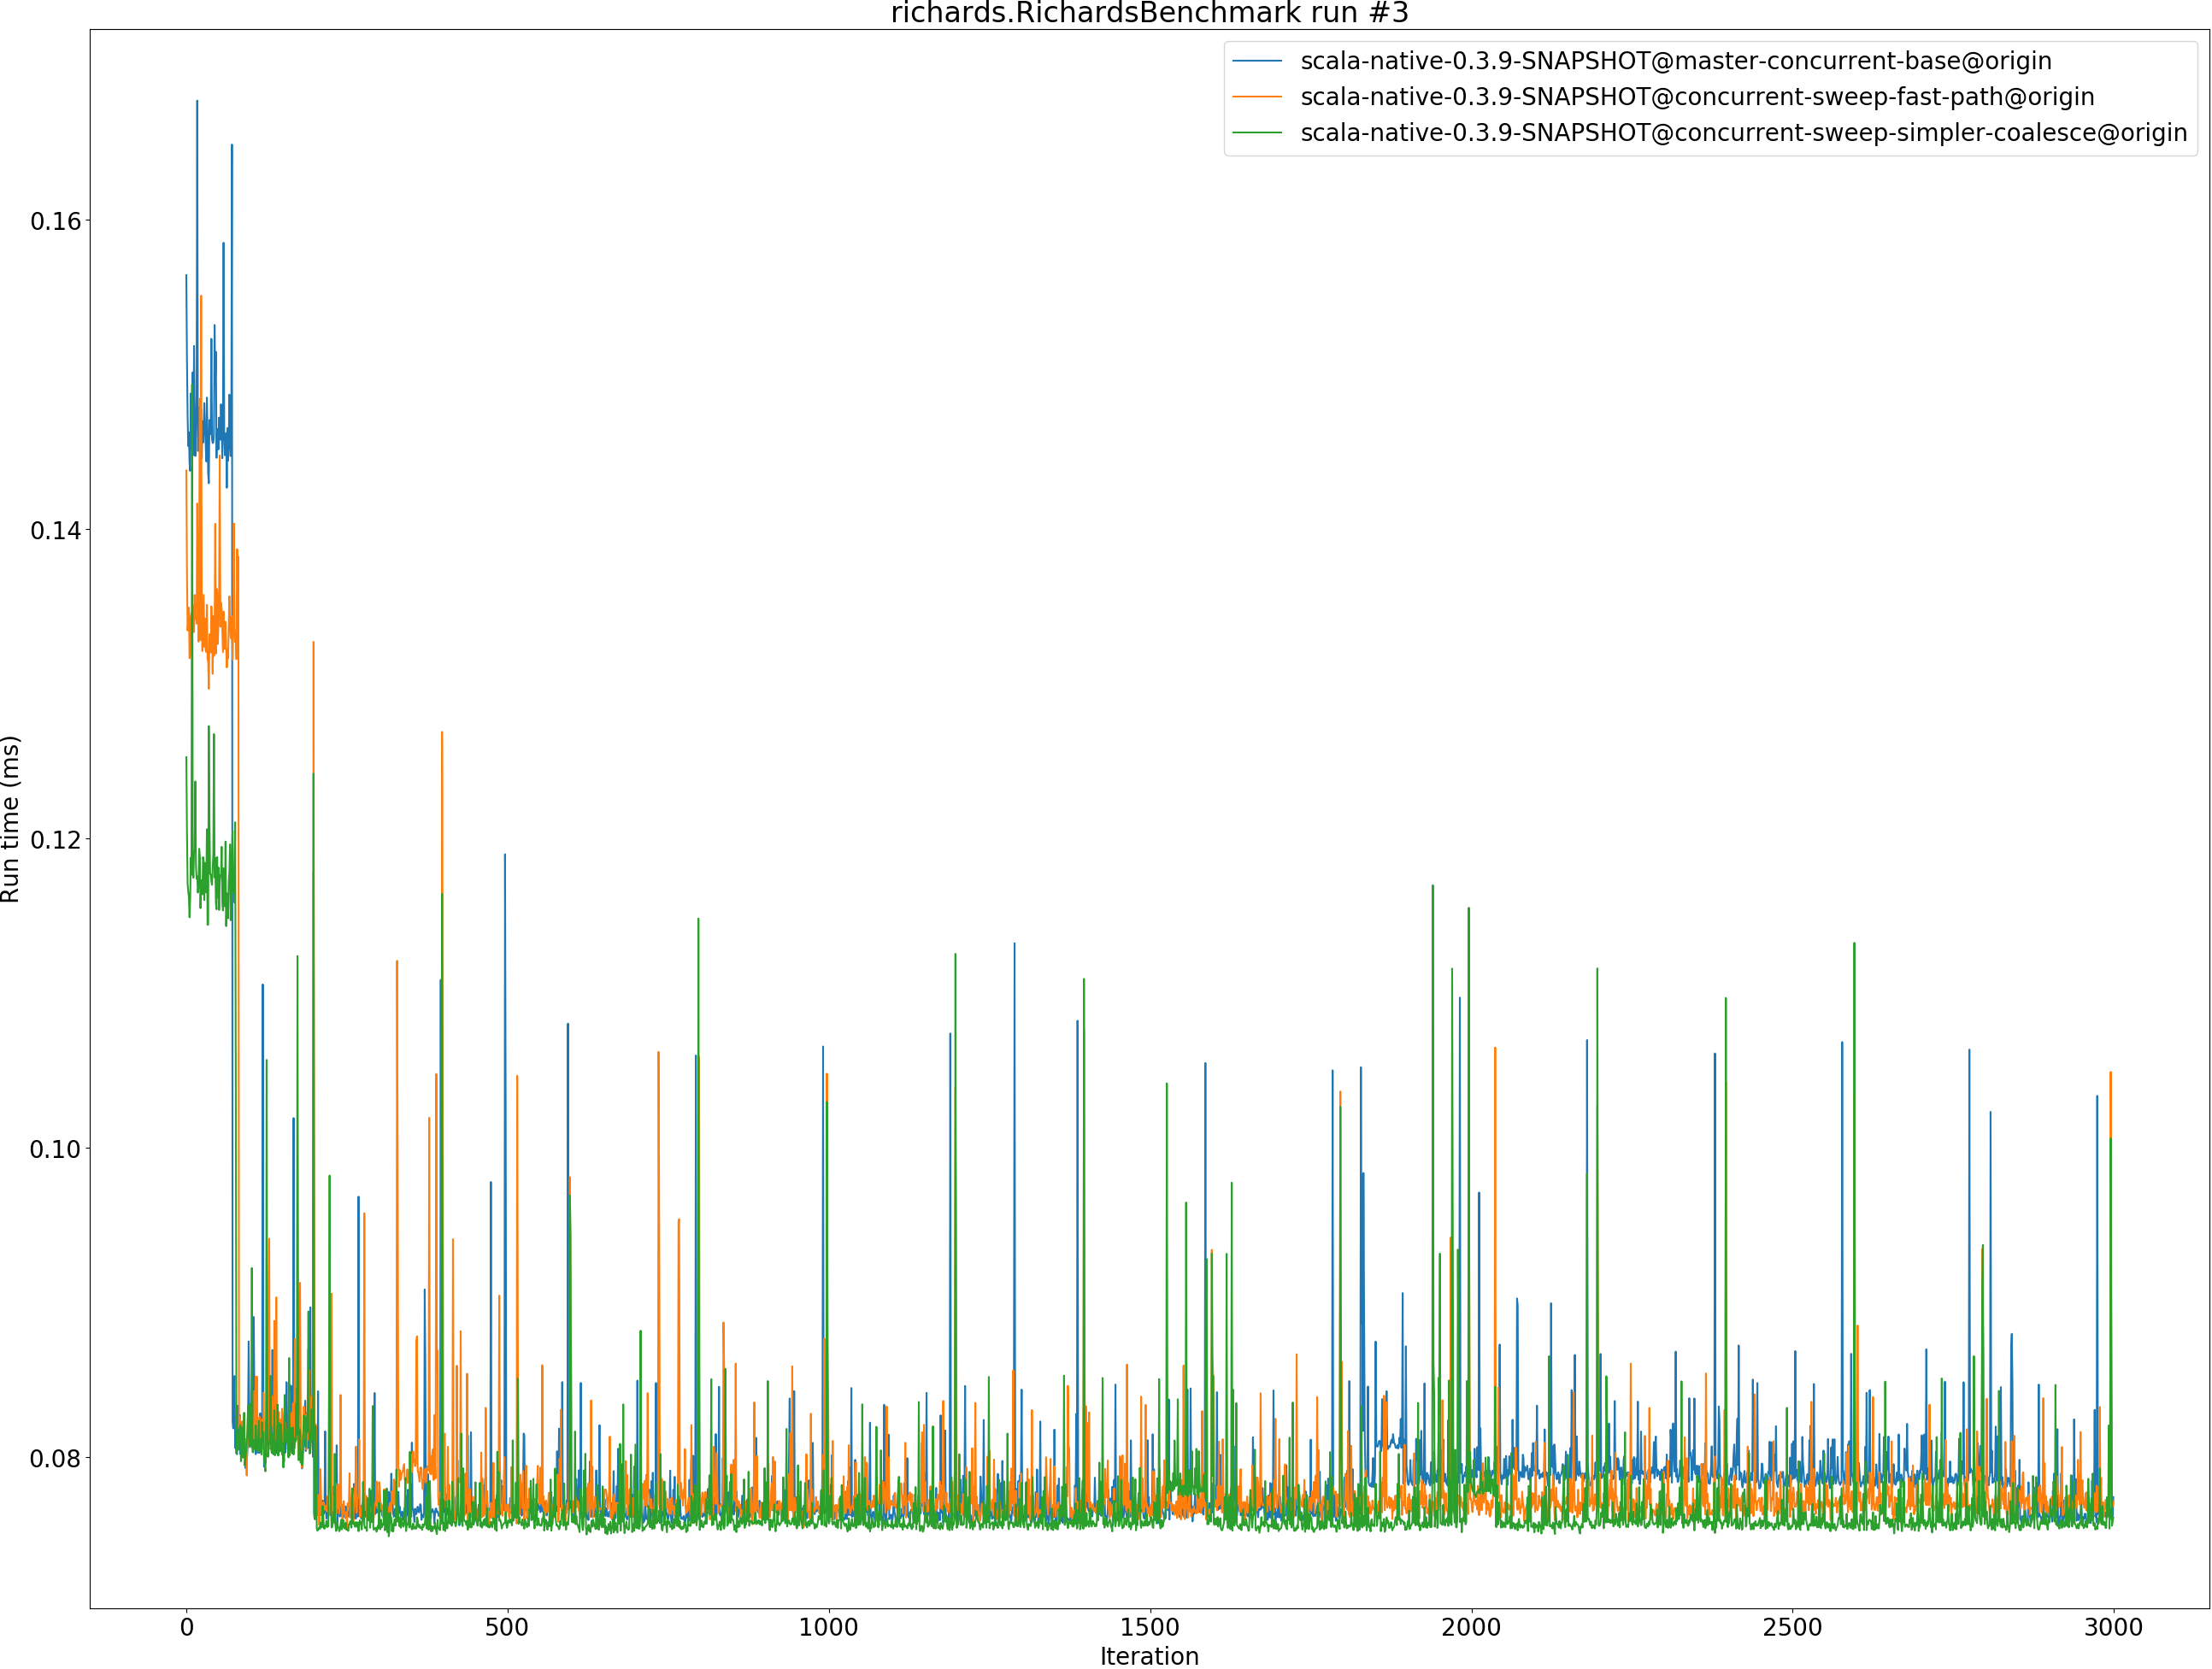 richards.RichardsBenchmark run #3
scala-native-0.3.9-SNAPSHOT@master-concurrent-base@origin
scala-native-0.3.9-SNAPSHOT@concurrent-sweep-fast-path@origin
scala-native-0.3.9-SNAPSHOT@concurrent-sweep-simpler-coalesce@origin
Run time (ms)
0.16
0.14
0.12
0.10
0.08
0 500 1000 1500 2000 2500 3000
Iteration